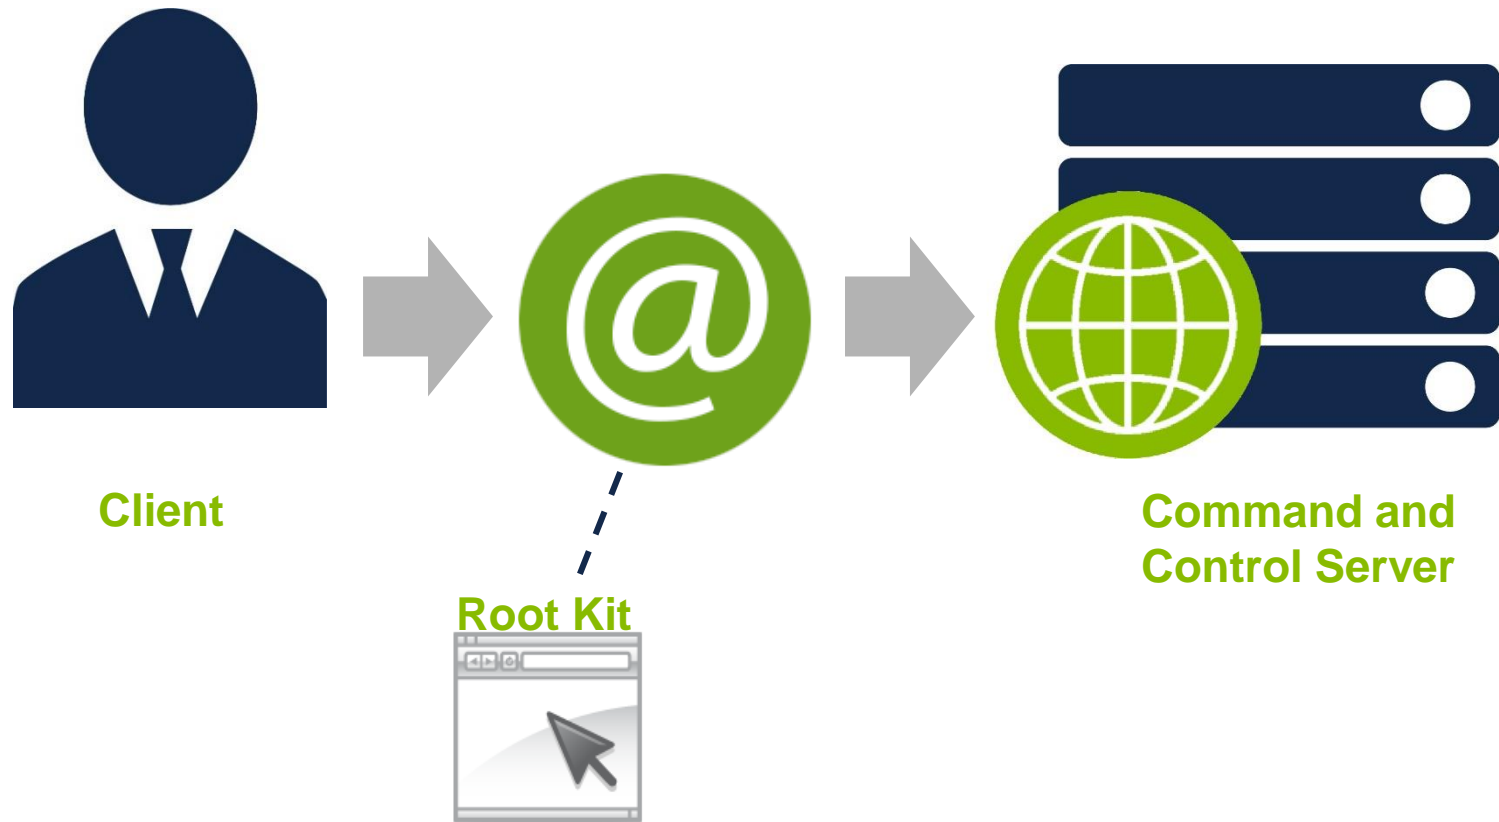 @
Client
Command and
Control Server
Root Kit